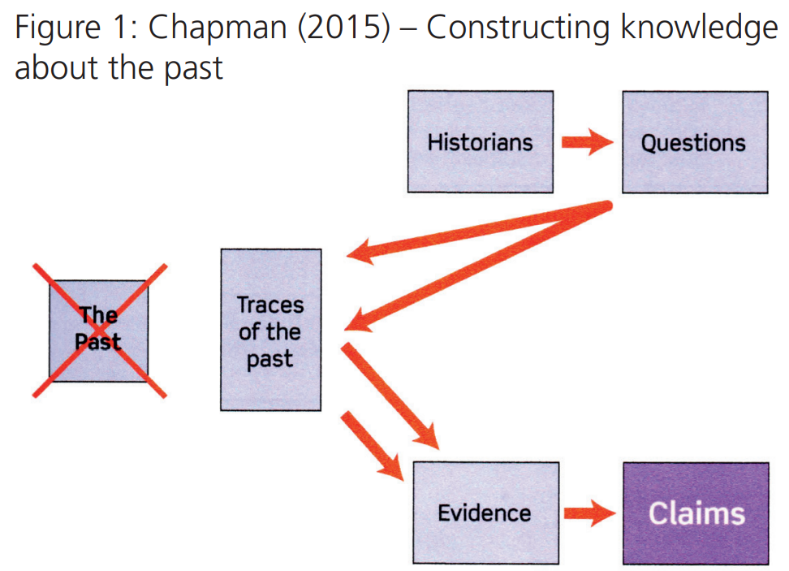 Figure 1: Chapman (2015) – Constructing knowledge
about the past
Historians
Questions
The
Past
Traces
of the
past
Evidence
Claims